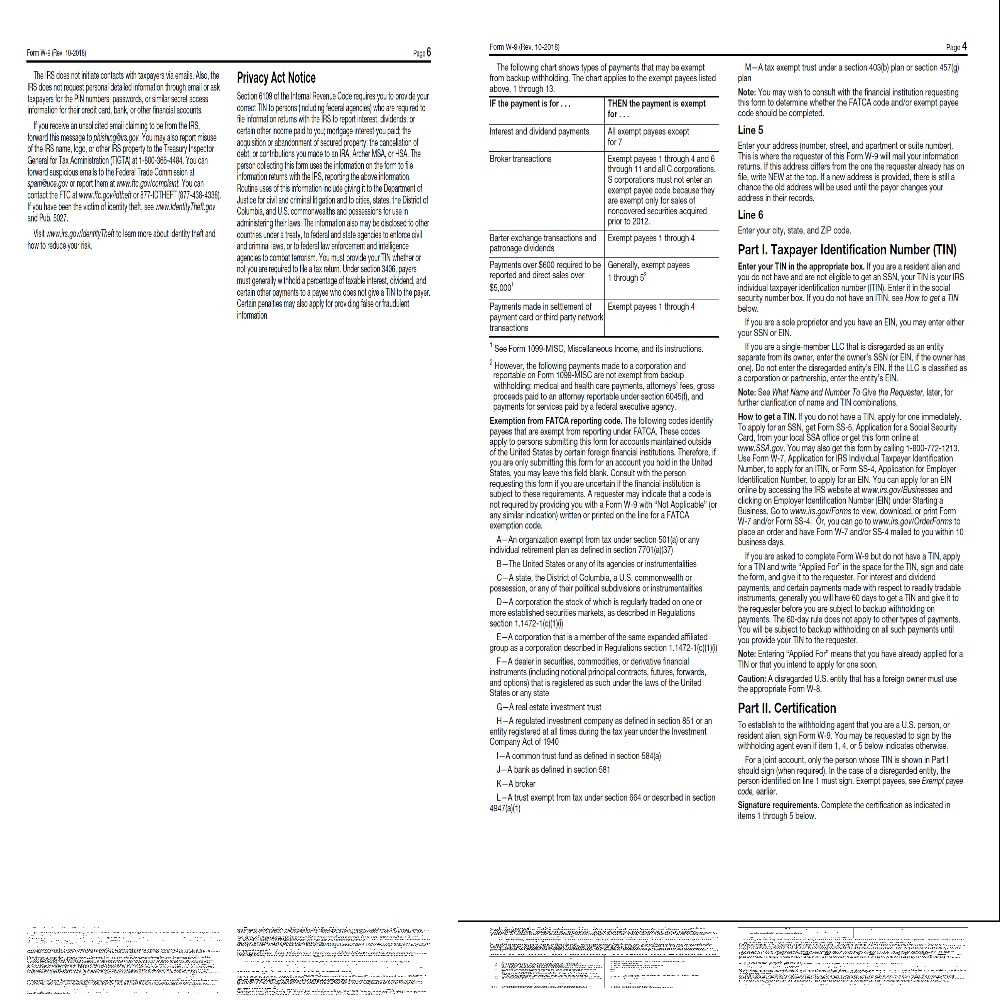 Form W-9 (Rev. 10-2018)
Page 6
The IRS does not initiate contacts with taxpayers via emails. Also, the
IRS does not request personal detailed information through email or ask
taxpayers for the PIN numbers, passwords, or similar secret access
information for their credit card, bank, or other financial accounts.
If you receive an unsolicited email claiming to be from the IRS,
forward this message to phishing@irs.gov. You may also report misuse
of the IRS name, logo, or other IRS property to the Treasury Inspector
General for Tax Administration (TIGTA) at 1-800-366-4484. You can
forward suspicious emails to the Federal Trade Commission at
spam@uce.gov or report them at www.ftc.gov/complaint. You can
contact the FTC at www.ftc.gov/idtheft or 877-IDTHEFT (877-438-4338).
If you have been the victim of identity theft, see www.IdentityTheft.gov
and Pub. 5027.
Visit www.irs.gov/IdentityTheft to learn more about identity theft and
how to reduce your risk.
Privacy Act Notice
Section 6109 of the Internal Revenue Code requires you to provide your
correct TIN to persons (including federal agencies) who are required to
file information returns with the IRS to report interest, dividends, or
certain other income paid to you; mortgage interest you paid; the
acquisition or abandonment of secured property; the cancellation of
debt; or contributions you made to an IRA, Archer MSA, or HSA. The
person collecting this form uses the information on the form to file
information returns with the IRS, reporting the above information.
Routine uses of this information include giving it to the Department of
Justice for civil and criminal litigation and to cities, states, the District of
Columbia, and U.S. commonwealths and possessions for use in
administering their laws. The information also may be disclosed to other
countries under a treaty, to federal and state agencies to enforce civil
and criminal laws, or to federal law enforcement and intelligence
agencies to combat terrorism. You must provide your TIN whether or
not you are required to file a tax return. Under section 3406, payers
must generally withhold a percentage of taxable interest, dividend, and
certain other payments to a payee who does not give a TIN to the payer.
Certain penalties may also apply for providing false or fraudulent
information.
Form W-9 (Rev. 10-2018)
Page 4
The following chart shows types of payments that may be exempt
from backup withholding. The chart applies to the exempt payees listed
above, 1 through 13.
IF the payment is for . . .
THEN the payment is exempt
for . . .
Interest and dividend payments
All exempt payees except
for 7
Broker transactions
Exempt payees 1 through 4 and 6
through 11 and all C corporations.
S corporations must not enter an
exempt payee code because they
are exempt only for sales of
noncovered securities acquired
prior to 2012.
Barter exchange transactions and
patronage dividends
Exempt payees 1 through 4
Payments over $600 required to be
reported and direct sales over
$5,000¹
Generally, exempt payees
1 through 5²
Payments made in settlement of
payment card or third party network
transactions
Exempt payees 1 through 4
¹ See Form 1099-MISC, Miscellaneous Income, and its instructions.
² However, the following payments made to a corporation and
reportable on Form 1099-MISC are not exempt from backup
withholding: medical and health care payments, attorneys' fees, gross
proceeds paid to an attorney reportable under section 6045(f), and
payments for services paid by a federal executive agency.
Exemption from FATCA reporting code. The following codes identify
payees that are exempt from reporting under FATCA. These codes
apply to persons submitting this form for accounts maintained outside
of the United States by certain foreign financial institutions. Therefore, if
you are only submitting this form for an account you hold in the United
States, you may leave this field blank. Consult with the person
requesting this form if you are uncertain if the financial institution is
subject to these requirements. A requester may indicate that a code is
not required by providing you with a Form W-9 with "Not Applicable" (or
any similar indication) written or printed on the line for a FATCA
exemption code.
A—An organization exempt from tax under section 501(a) or any
individual retirement plan as defined in section 7701(a)(37)
B—The United States or any of its agencies or instrumentalities
C—A state, the District of Columbia, a U.S. commonwealth or
possession, or any of their political subdivisions or instrumentalities
D—A corporation the stock of which is regularly traded on one or
more established securities markets, as described in Regulations
section 1.1472-1(c)(1)(i)
E—A corporation that is a member of the same expanded affiliated
group as a corporation described in Regulations section 1.1472-1(c)(1)(i)
F—A dealer in securities, commodities, or derivative financial
instruments (including notional principal contracts, futures, forwards,
and options) that is registered as such under the laws of the United
States or any state
G—A real estate investment trust
H—A regulated investment company as defined in section 851 or an
entity registered at all times during the tax year under the Investment
Company Act of 1940
I—A common trust fund as defined in section 584(a)
J—A bank as defined in section 581
K—A broker
L—A trust exempt from tax under section 664 or described in section
4947(a)(1)
M—A tax exempt trust under a section 403(b) plan or section 457(g)
plan
Note: You may wish to consult with the financial institution requesting
this form to determine whether the FATCA code and/or exempt payee
code should be completed.
Line 5
Enter your address (number, street, and apartment or suite number).
This is where the requester of this Form W-9 will mail your information
returns. If this address differs from the one the requester already has on
file, write NEW at the top. If a new address is provided, there is still a
chance the old address will be used until the payor changes your
address in their records.
Line 6
Enter your city, state, and ZIP code.
Part I. Taxpayer Identification Number (TIN)
Enter your TIN in the appropriate box. If you are a resident alien and
you do not have and are not eligible to get an SSN, your TIN is your IRS
individual taxpayer identification number (ITIN). Enter it in the social
security number box. If you do not have an ITIN, see How to get a TIN
below.
If you are a sole proprietor and you have an EIN, you may enter either
your SSN or EIN.
If you are a single-member LLC that is disregarded as an entity
separate from its owner, enter the owner's SSN (or EIN, if the owner has
one). Do not enter the disregarded entity's EIN. If the LLC is classified as
a corporation or partnership, enter the entity's EIN.
Note: See What Name and Number To Give the Requester, later, for
further clarification of name and TIN combinations.
How to get a TIN. If you do not have a TIN, apply for one immediately.
To apply for an SSN, get Form SS-5, Application for a Social Security
Card, from your local SSA office or get this form online at
www.SSA.gov. You may also get this form by calling 1-800-772-1213.
Use Form W-7, Application for IRS Individual Taxpayer Identification
Number, to apply for an ITIN, or Form SS-4, Application for Employer
Identification Number, to apply for an EIN. You can apply for an EIN
online by accessing the IRS website at www.irs.gov/Businesses and
clicking on Employer Identification Number (EIN) under Starting a
Business. Go to www.irs.gov/Forms to view, download, or print Form
W-7 and/or Form SS-4. Or, you can go to www.irs.gov/OrderForms to
place an order and have Form W-7 and/or SS-4 mailed to you within 10
business days.
If you are asked to complete Form W-9 but do not have a TIN, apply
for a TIN and write "Applied For" in the space for the TIN, sign and date
the form, and give it to the requester. For interest and dividend
payments, and certain payments made with respect to readily tradable
instruments, generally you will have 60 days to get a TIN and give it to
the requester before you are subject to backup withholding on
payments. The 60-day rule does not apply to other types of payments.
You will be subject to backup withholding on all such payments until
you provide your TIN to the requester.
Note: Entering "Applied For" means that you have already applied for a
TIN or that you intend to apply for one soon.
Caution: A disregarded U.S. entity that has a foreign owner must use
the appropriate Form W-8.
Part II. Certification
To establish to the withholding agent that you are a U.S. person, or
resident alien, sign Form W-9. You may be requested to sign by the
withholding agent even if item 1, 4, or 5 below indicates otherwise.
For a joint account, only the person whose TIN is shown in Part I
should sign (when required). In the case of a disregarded entity, the
person identified on line 1 must sign. Exempt payees, see Exempt payee
code, earlier.
Signature requirements. Complete the certification as indicated in
items 1 through 5 below.